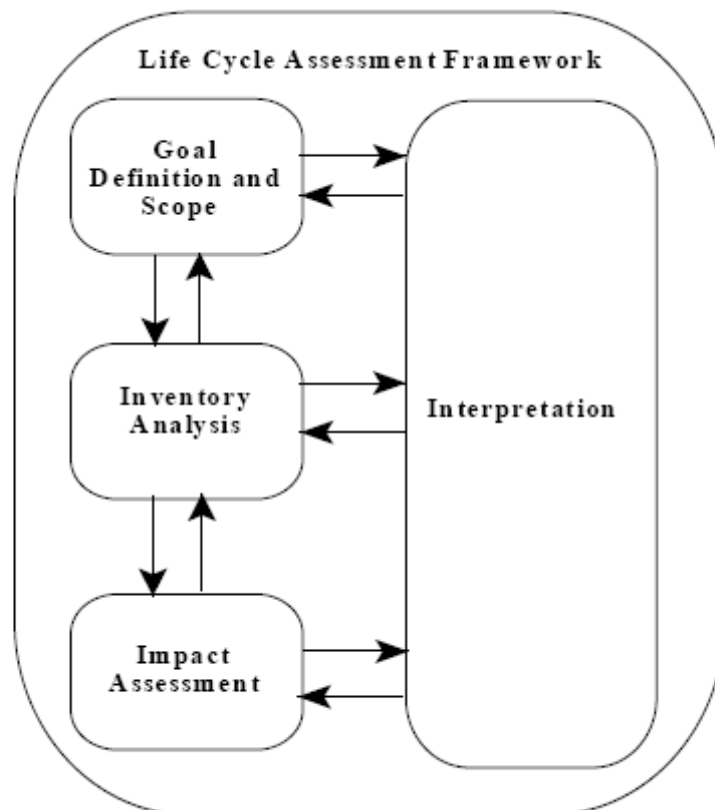 Life Cycle Assessment Framework
Goal
Definition and
Scope
Inventory
Analysis
Interpretation
Impact
Assessment